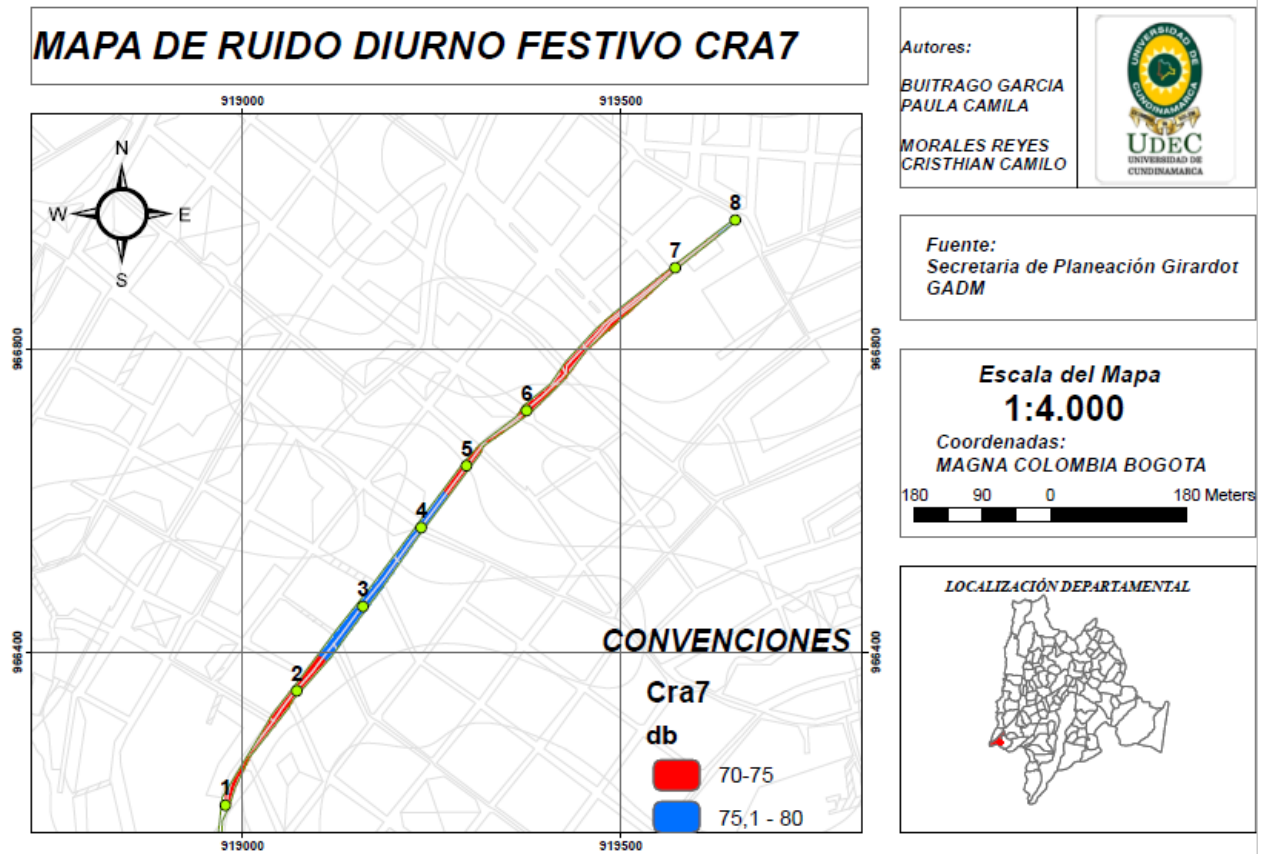 MAPA DE RUIDO DIURNO FESTIVO CRA7
919000
919500
N
W
E
S
966800
966800
966400
966400
8
7
6
5
4
3
2
1
CONVENCIONES
Cra7
db
70-75
75,1 - 80
919000
919500
Autores:
BUITRAGO GARCIA
PAULA CAMILA
MORALES REYES
CRISTHIAN CAMILO
UNIVERSIDAD DE
CUNDINAMARCA
UDEC
UNIVERSIDAD DE
CUNDINAMARCA
Fuente:
Secretaria de Planeación Girardot
GADM
Escala del Mapa
1:4.000
Coordenadas:
MAGNA COLOMBIA BOGOTA
180 90 0 180 Meters
LOCALIZACIÓN DEPARTAMENTAL